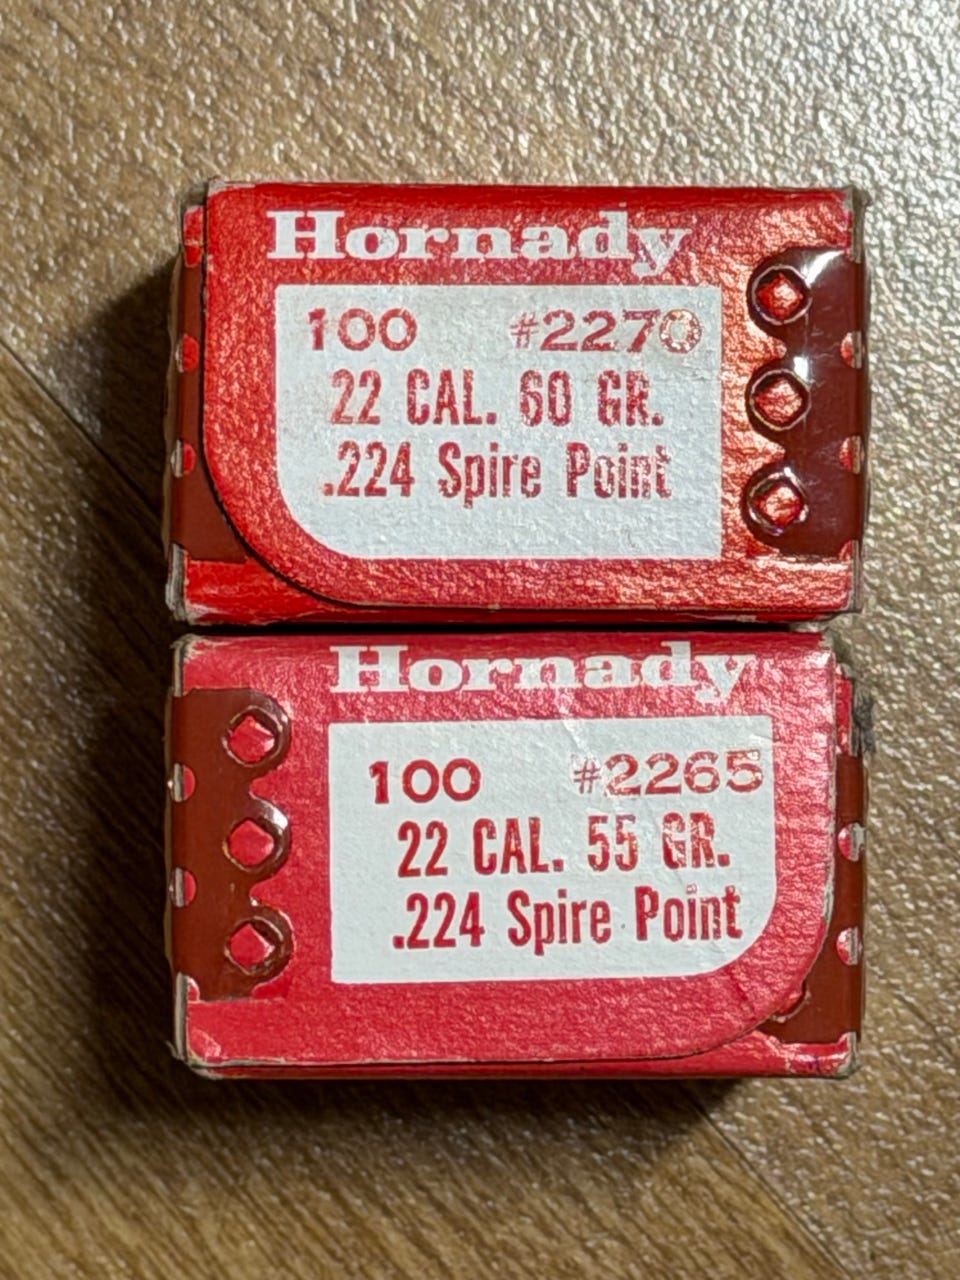 Hornady
100 #2270
22 CAL. 60 GR.
.224 Spire Point
Hornady
100 #2265
22 CAL. 55 GR.
.224 Spire Point